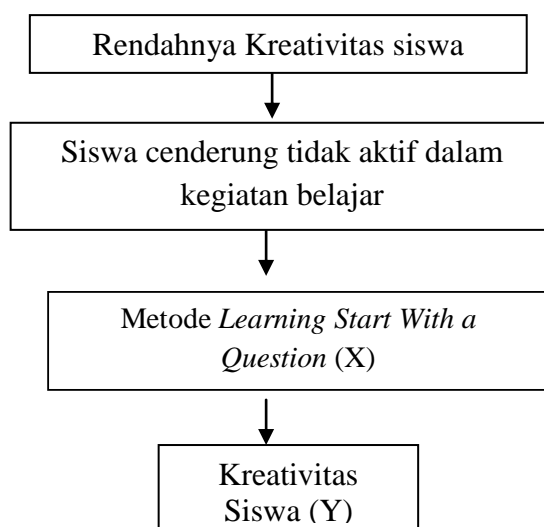 Rendahnya Kreativitas siswa
Siswa cenderung tidak aktif dalam
kegiatan belajar
Metode Learning Start With a
Question (X)
Kreativitas
Siswa (Y)